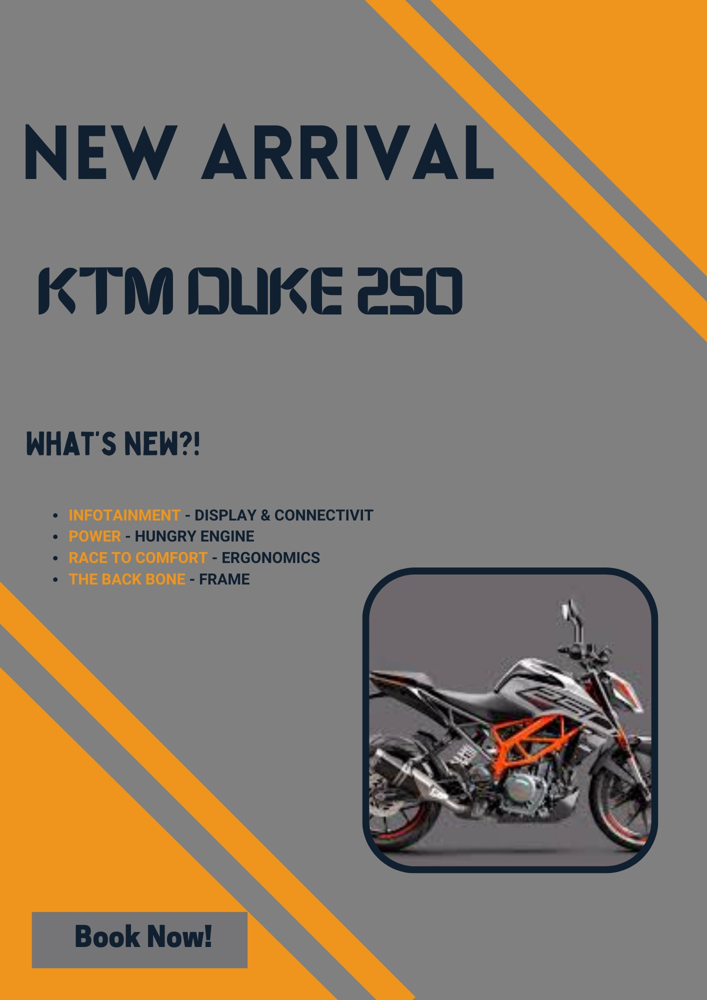 NEW ARRIVAL
KTM DUKE 250
WHAT'S NEW?!
• INFOTAINMENT - DISPLAY & CONNECTIVIT
• POWER - HUNGRY ENGINE
• RACE TO COMFORT - ERGONOMICS
• THE BACK BONE - FRAME
Book Now!